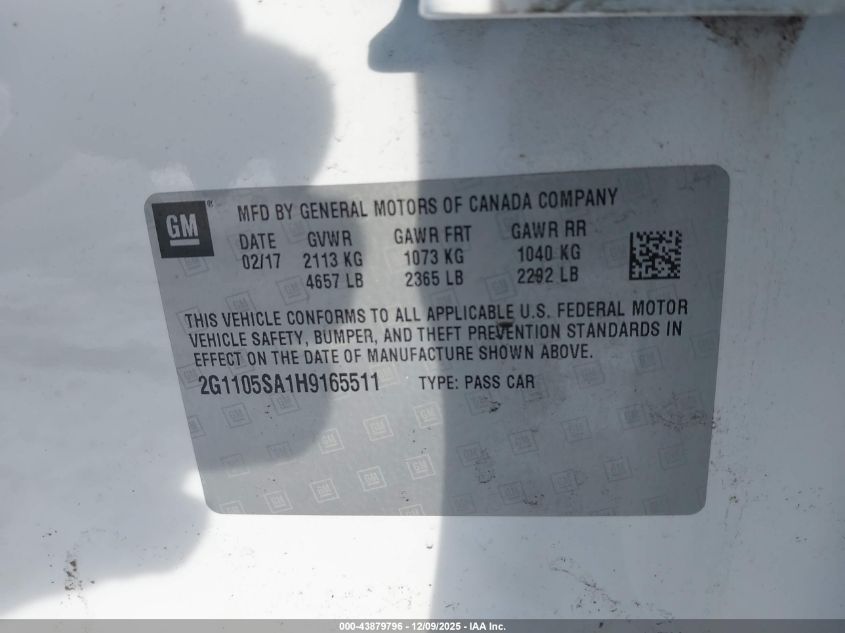 GM
MFD BY GENERAL MOTORS OF CANADA COMPANY
DATE GVWR GAWR FRT GAWR RR
02/17 2113 KG 1073 KG 1040 KG
4657 LB 2365 LB 2292 LB
THIS VEHICLE CONFORMS TO ALL APPLICABLE U.S. FEDERAL MOTOR
VEHICLE SAFETY, BUMPER, AND THEFT PREVENTION STANDARDS IN
EFFECT ON THE DATE OF MANUFACTURE SHOWN ABOVE.
2G1105SA1H9165511 TYPE: PASS CAR
000-43879796 - 12/09/2025 - IAA Inc.